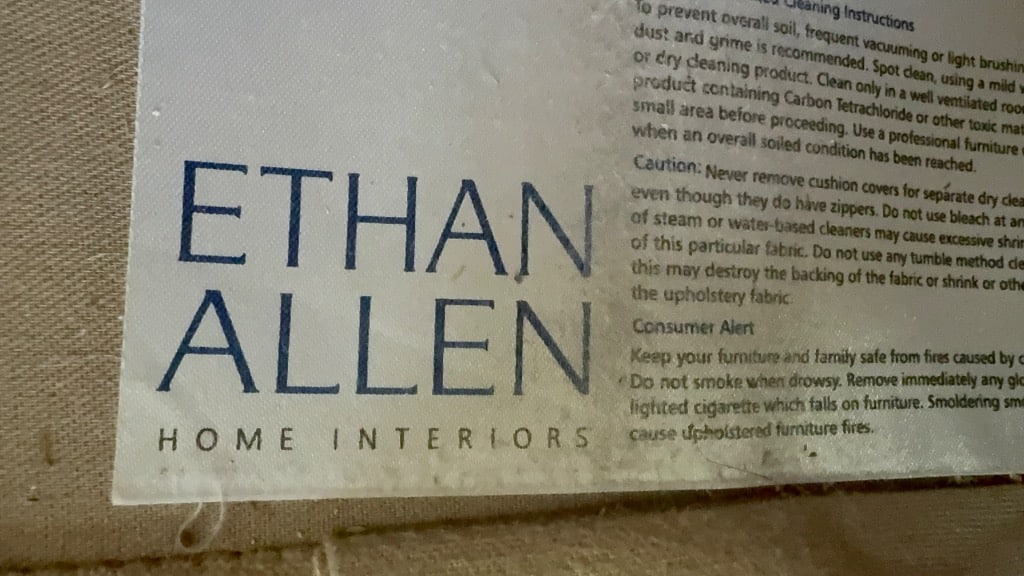 ETHAN
ALLEN
HOME INTERIORS
Cleaning Instructions
To prevent overall soil, frequent vacuuming or light
dust and grime is recommended. Spot clean, using a mild
or dry cleaning product. Clean only in a well ventilated
product containing Carbon Tetrachloride or other toxic
small area before proceeding. Use a professional furniture
when an overall soiled condition has been reached.
Caution: Never remove cushion covers for separate dry
even though they do have zippers. Do not use bleach at
of steam or water-based cleaners may cause excessive
of this particular fabric. Do not use any tumble method
this may destroy the backing of the fabric or shrink or
the upholstery fabric.
Consumer Alert
Keep your furniture and family safe from fires caused by
Do not smoke when drowsy. Remove immediately any
lighted cigarette which falls on furniture. Smoldering
cause upholstered furniture fires.